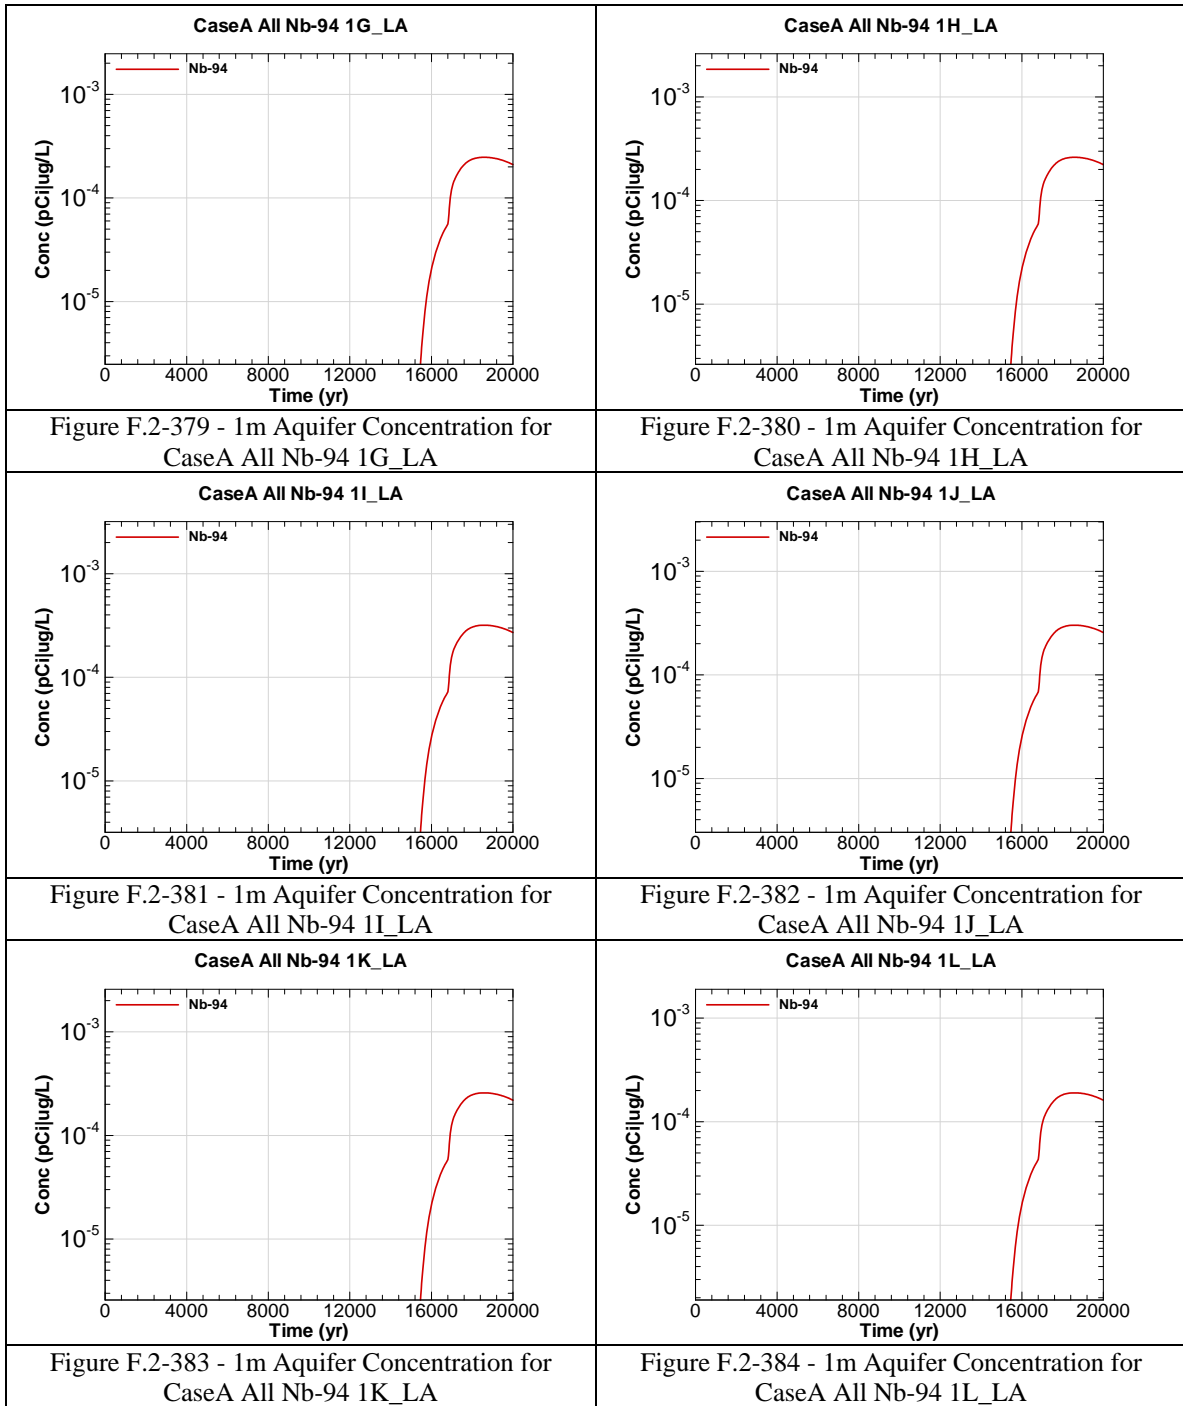 CaseA All Nb-94 1G_LA
Nb-94
10-3
10-4
10-5
Conc (pCi|ug/L)
0 4000 8000 12000 16000 20000
Time (yr)
Figure F.2-379 - 1m Aquifer Concentration for
CaseA All Nb-94 1G_LA
CaseA All Nb-94 1H_LA
Nb-94
10-3
10-4
10-5
Conc (pCi|ug/L)
0 4000 8000 12000 16000 20000
Time (yr)
Figure F.2-380 - 1m Aquifer Concentration for
CaseA All Nb-94 1H_LA
CaseA All Nb-94 1I_LA
Nb-94
10-3
10-4
10-5
Conc (pCi|ug/L)
0 4000 8000 12000 16000 20000
Time (yr)
Figure F.2-381 - 1m Aquifer Concentration for
CaseA All Nb-94 1I_LA
CaseA All Nb-94 1J_LA
Nb-94
10-3
10-4
10-5
Conc (pCi|ug/L)
0 4000 8000 12000 16000 20000
Time (yr)
Figure F.2-382 - 1m Aquifer Concentration for
CaseA All Nb-94 1J_LA
CaseA All Nb-94 1K_LA
Nb-94
10-3
10-4
10-5
Conc (pCi|ug/L)
0 4000 8000 12000 16000 20000
Time (yr)
Figure F.2-383 - 1m Aquifer Concentration for
CaseA All Nb-94 1K_LA
CaseA All Nb-94 1L_LA
Nb-94
10-3
10-4
10-5
Conc (pCi|ug/L)
0 4000 8000 12000 16000 20000
Time (yr)
Figure F.2-384 - 1m Aquifer Concentration for
CaseA All Nb-94 1L_LA